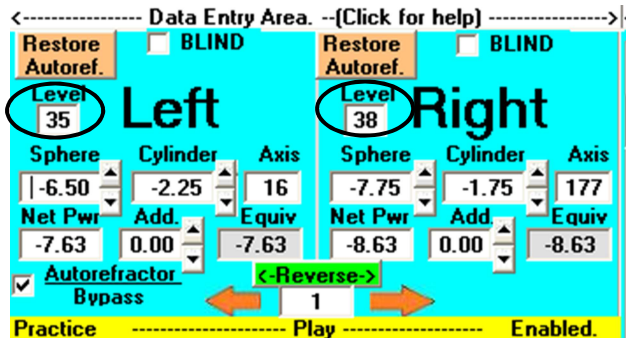 <----------------- Data Entry Area. --(Click for help) ----------------->
Restore Autoref.
BLIND
Level
35
Left
Sphere Cylinder Axis
-6.50 -2.25 16
Net Pwr Add. Equiv
-7.63 0.00 -7.63
Restore Autoref.
BLIND
Level
38
Right
Sphere Cylinder Axis
-7.75 -1.75 177
Net Pwr Add. Equiv
-8.63 0.00 -8.63
Autorefractor
Bypass
<-Reverse->
1
Practice ---------------------- Play -------------------- Enabled.